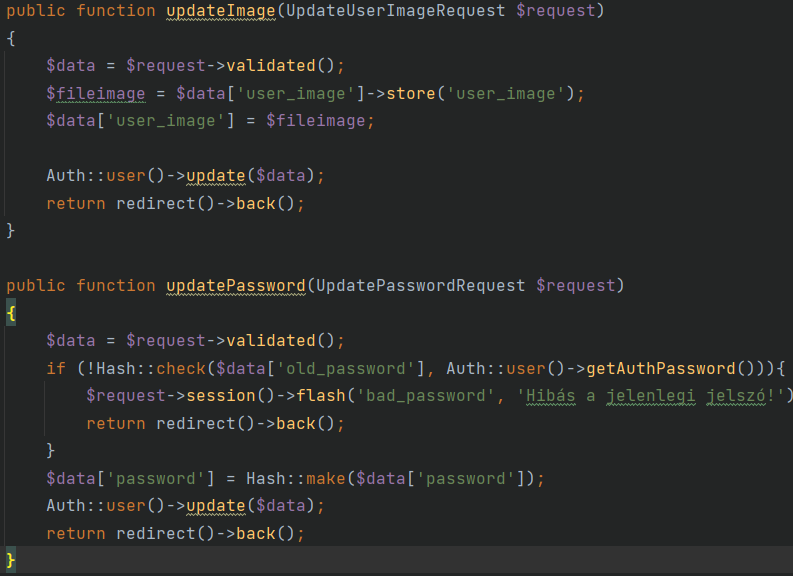 public function updateImage(UpdateUserImageRequest $request)
{
    $data = $request->validated();
    $fileimage = $data['user_image']->store('user_image');
    $data['user_image'] = $fileimage;

    Auth::user()->update($data);
    return redirect()->back();
}

public function updatePassword(UpdatePasswordRequest $request)
{
    $data = $request->validated();
    if (!Hash::check($data['old_password'], Auth::user()->getAuthPassword())){
        $request->session()->flash('bad_password', 'Hibás a jelenlegi jelszó!')
        return redirect()->back();
    }
    $data['password'] = Hash::make($data['password']);
    Auth::user()->update($data);
    return redirect()->back();
}